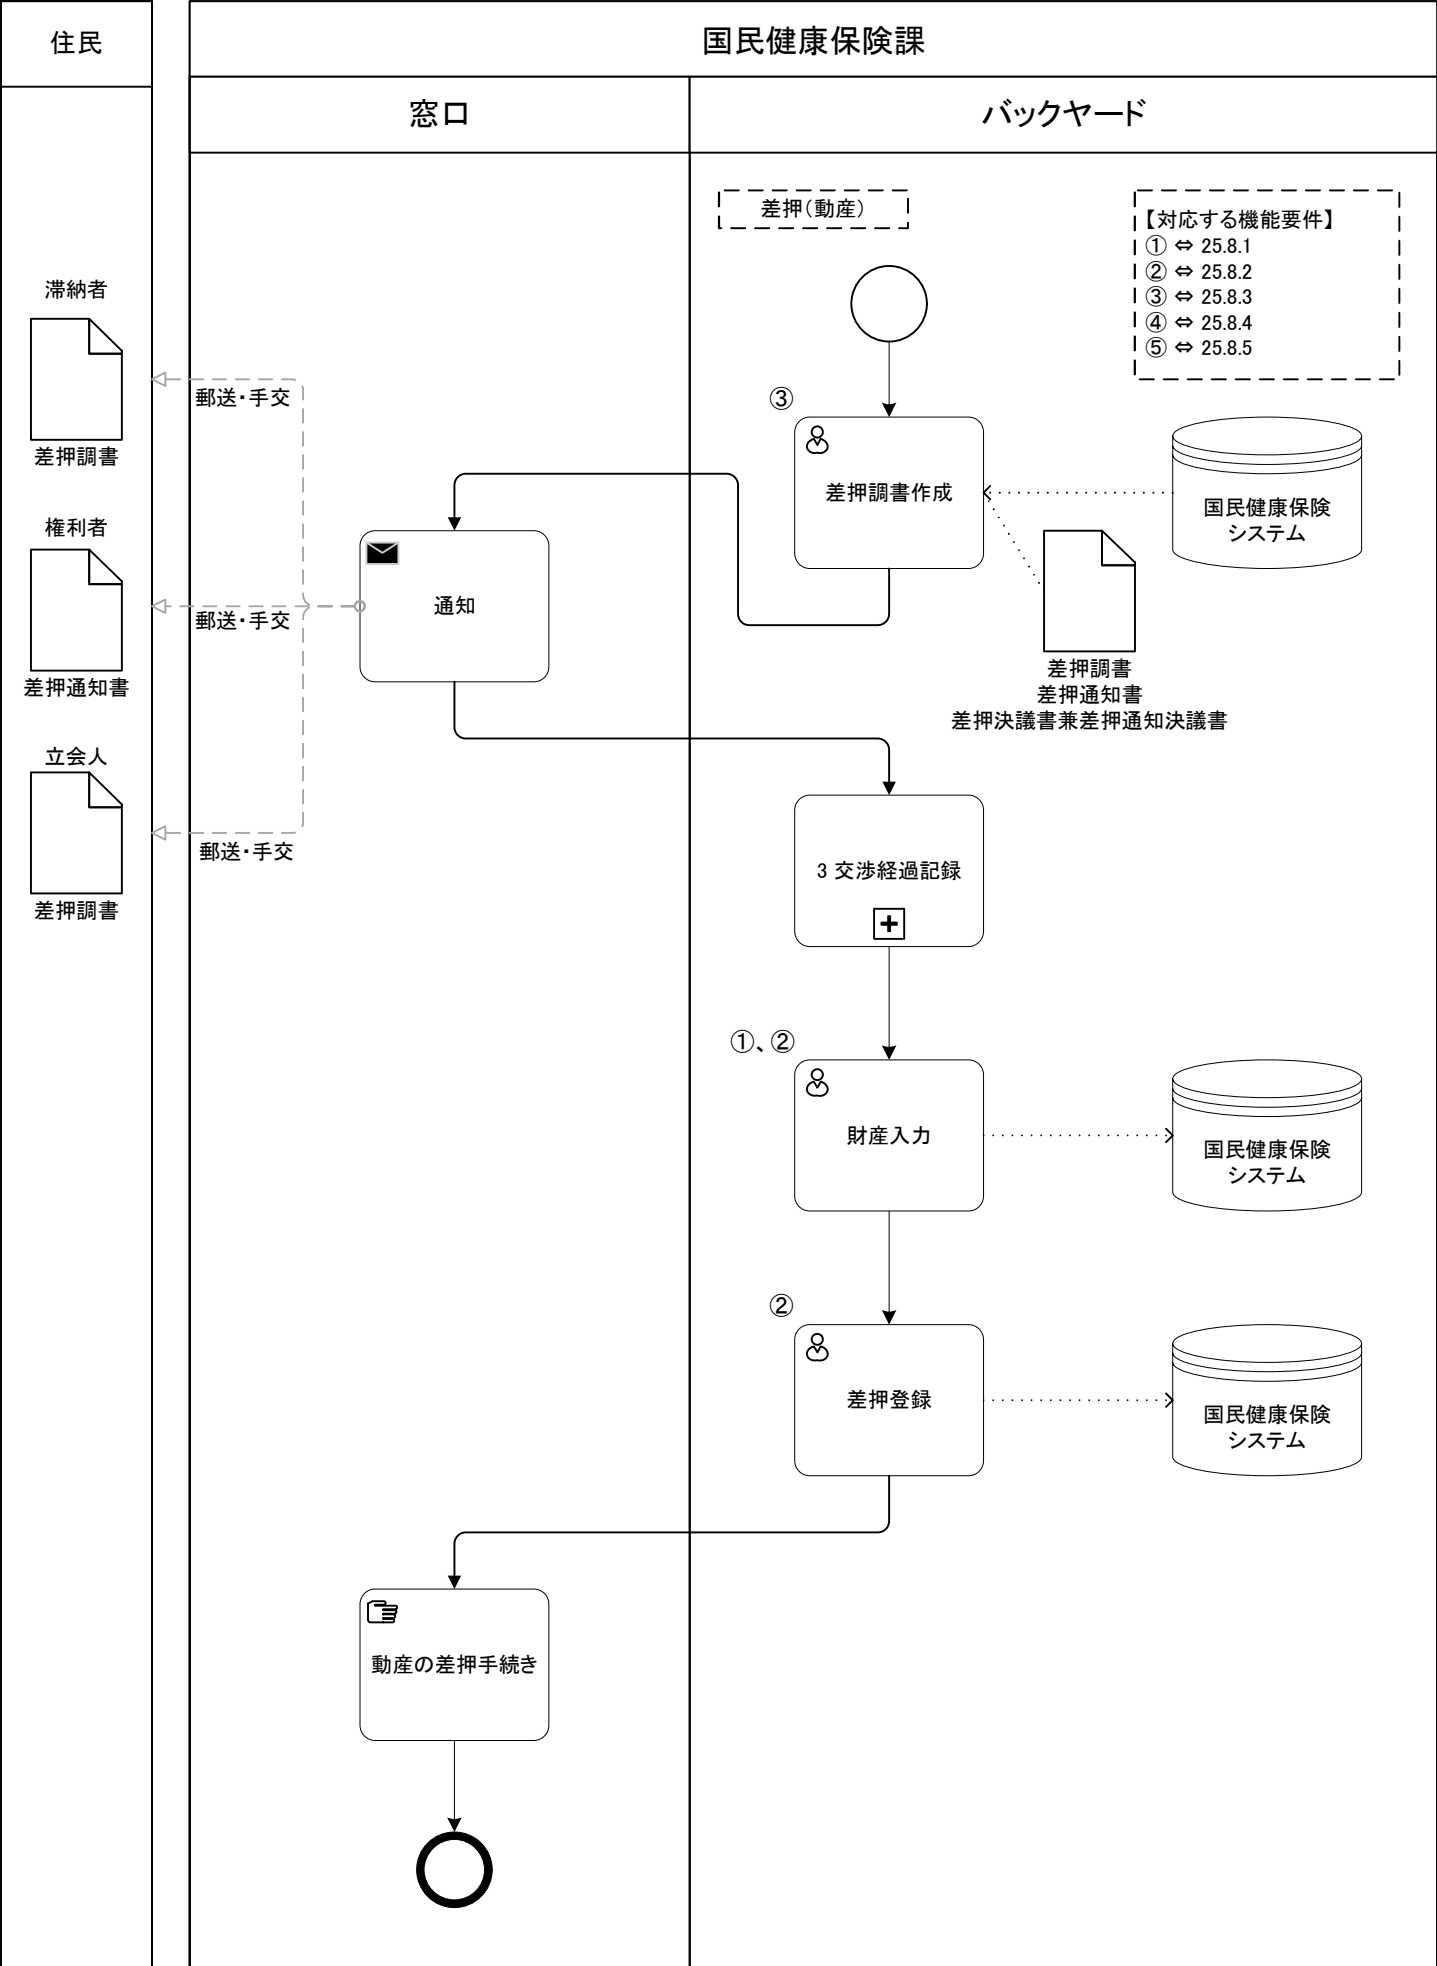 住民
国民健康保険課
窓口
バックヤード
差押(動産)
【対応する機能要件】
① ⇔ 25.8.1
② ⇔ 25.8.2
③ ⇔ 25.8.3
④ ⇔ 25.8.4
⑤ ⇔ 25.8.5
滞納者
差押調書
郵送・手交
権利者
差押通知書
郵送・手交
立会人
差押調書
郵送・手交
③
差押調書作成
国民健康保険
システム
差押調書
差押通知書
差押決議書兼差押通知決議書
通知
3 交渉経過記録
①、②
財産入力
国民健康保険
システム
②
差押登録
国民健康保険
システム
動産の差押手続き